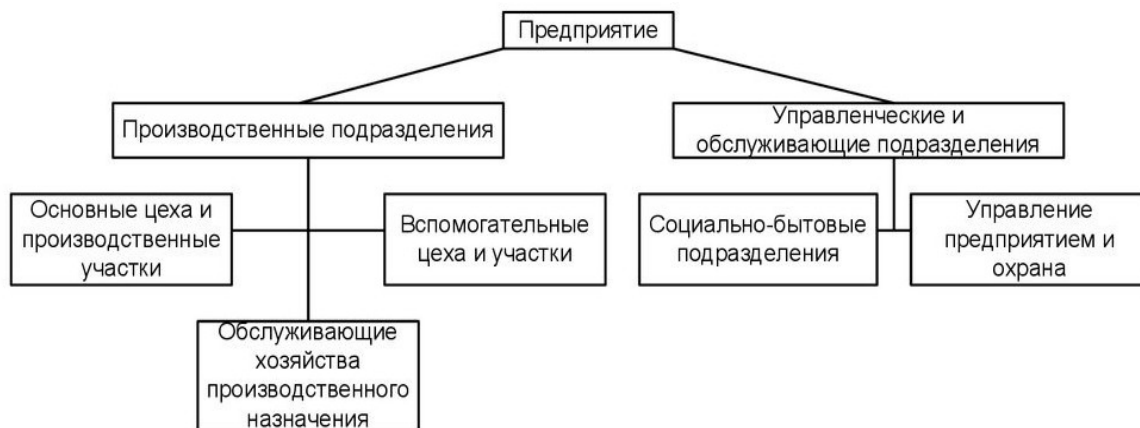 Предприятие
Производственные подразделения
Управленческие и
обслуживающие подразделения
Основные цеха и
производственные
участки
Вспомогательные
цеха и участки
Социально-бытовые
подразделения
Управление
предприятием и
охрана
Обслуживающие
хозяйства
производственного
назначения